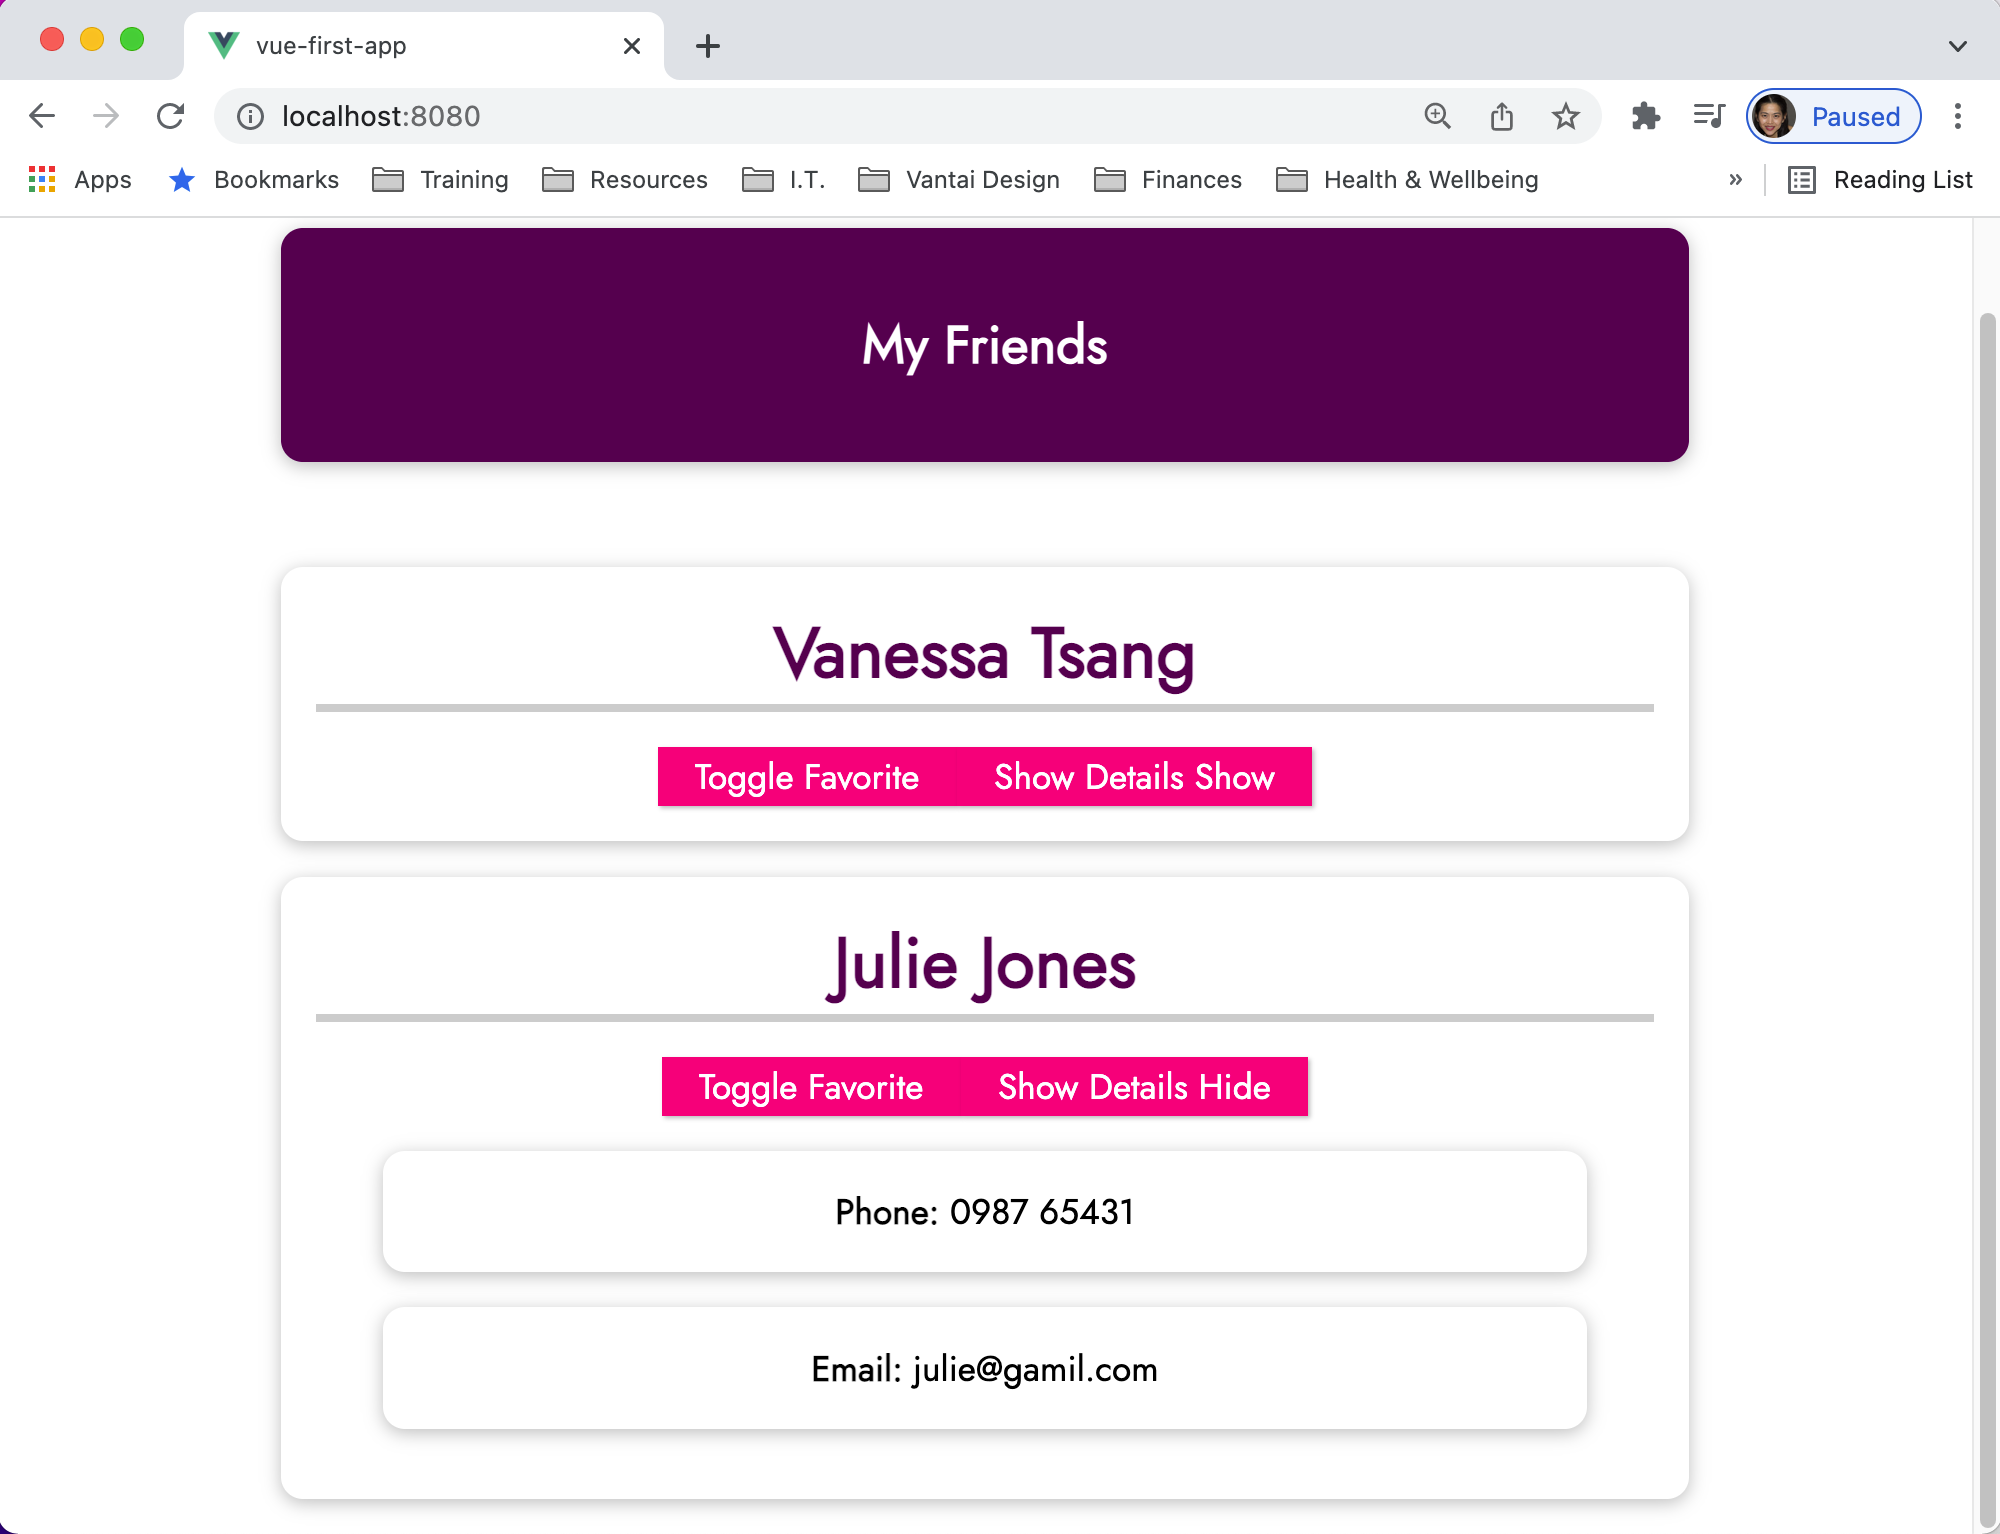 vue-first-app
localhost:8080
Paused
Apps
Bookmarks
Training
Resources
I.T.
Vantai Design
Finances
Health & Wellbeing
»
Reading List
My Friends
Vanessa Tsang
Toggle Favorite
Show Details Show
Julie Jones
Toggle Favorite
Show Details Hide
Phone: 0987 65431
Email: julie@gamil.com